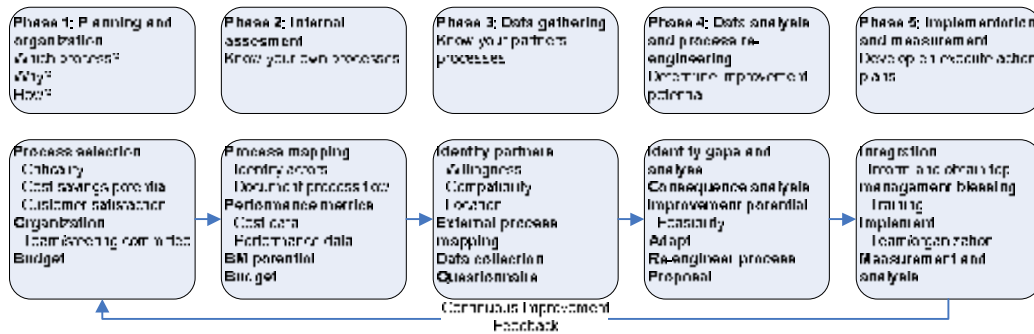 Phase 1: Planning and
organization
Which process?
Why?
How?
Phase 2: Internal
assesment
Know your own processes
Phase 3: Data gathering
Know your partners
processes
Phase 4: Data analysis
and process re-
engineering
Determine improvement
potential
Phase 5: Implementation
and measurement
Develop en execute action
plans
Process selection
Criticality
Cost savings potential
Customer satisfaction
Organization
Team/steering committee
Budget
Process mapping
Identify actors
Document process flow
Performance metrics
Cost data
Performance data
BM potential
Budget
Identify partners
Willingness
Compatibility
Location
External process
mapping
Data collection
Questionnaire
Identify gaps and
analyse
Consequence analysis
Improvement potential
Feasibility
Adapt
Re-engineer process
Proposal
Integration
Inform and obtain top
management blessing
Training
Implement
Team/organization
Measurement and
analysis
Continuous Improvement
Feedback